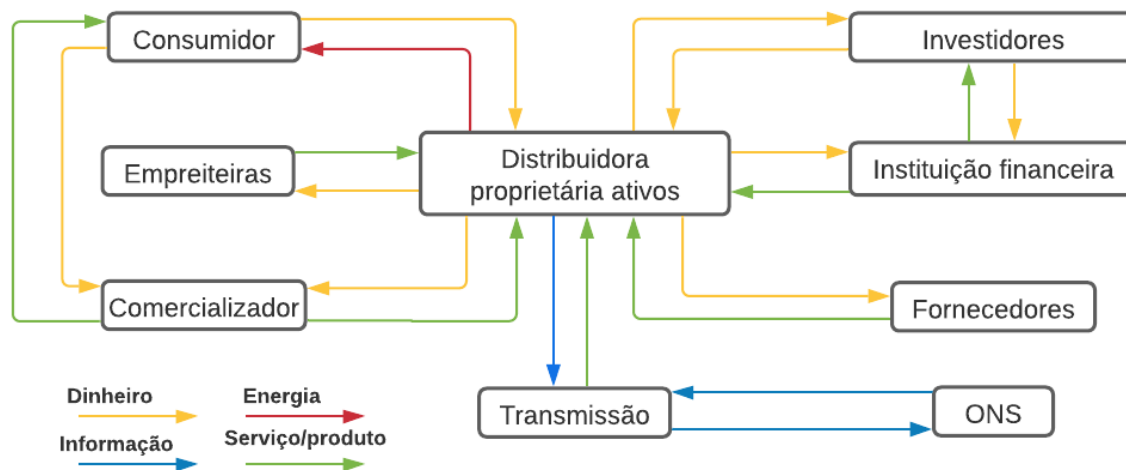 Consumidor
Investidores
Distribuidora
proprietária ativos
Empreiteiras
Instituição financeira
Comercializador
Fornecedores
Transmissão
ONS
Dinheiro
Energia
Informação
Serviço/produto